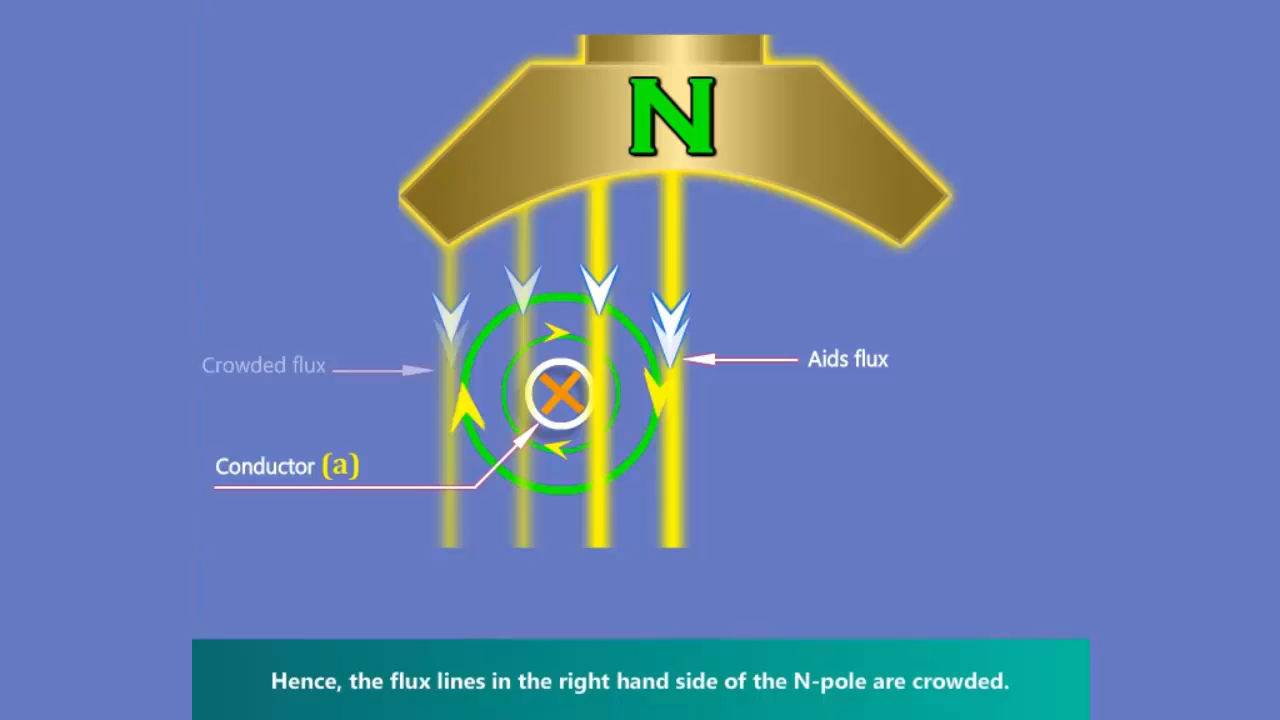 N
Crowded flux
Aids flux
Conductor (a)
Hence, the flux lines in the right hand side of the N-pole are crowded.